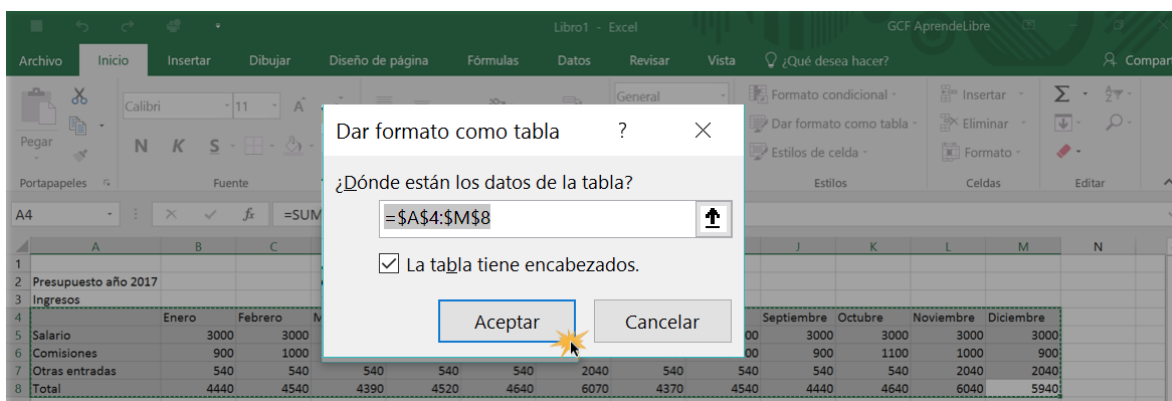 Libro1 - Excel GCF AprendeLibre
Archivo Inicio Insertar Dibujar Diseño de página Fórmulas Datos Revisar Vista ¿Qué desea hacer? Compar
Pegar
Portapapeles
Calibri 11 A
N K S
Fuente
General
Formato condicional
Dar formato como tabla
Estilos de celda
Estilos
Insertar
Eliminar
Formato
Celdas
Editar
Dar formato como tabla ? ×
¿Dónde están los datos de la tabla?
=$A$4:$M$8
La tabla tiene encabezados.
Aceptar Cancelar
A4 fx =SUM
A B C J K L M N
1
2 Presupuesto año 2017
3 Ingresos
4 Enero Febrero M Septiembre Octubre Noviembre Diciembre
5 Salario 3000 3000 00 3000 3000 3000 3000
6 Comisiones 900 1000 00 900 1100 1000 900
7 Otras entradas 540 540 540 540 540 2040 540 540 540 540 2040 2040
8 Total 4440 4540 4390 4520 4640 6070 4370 4540 4440 4640 6040 5940